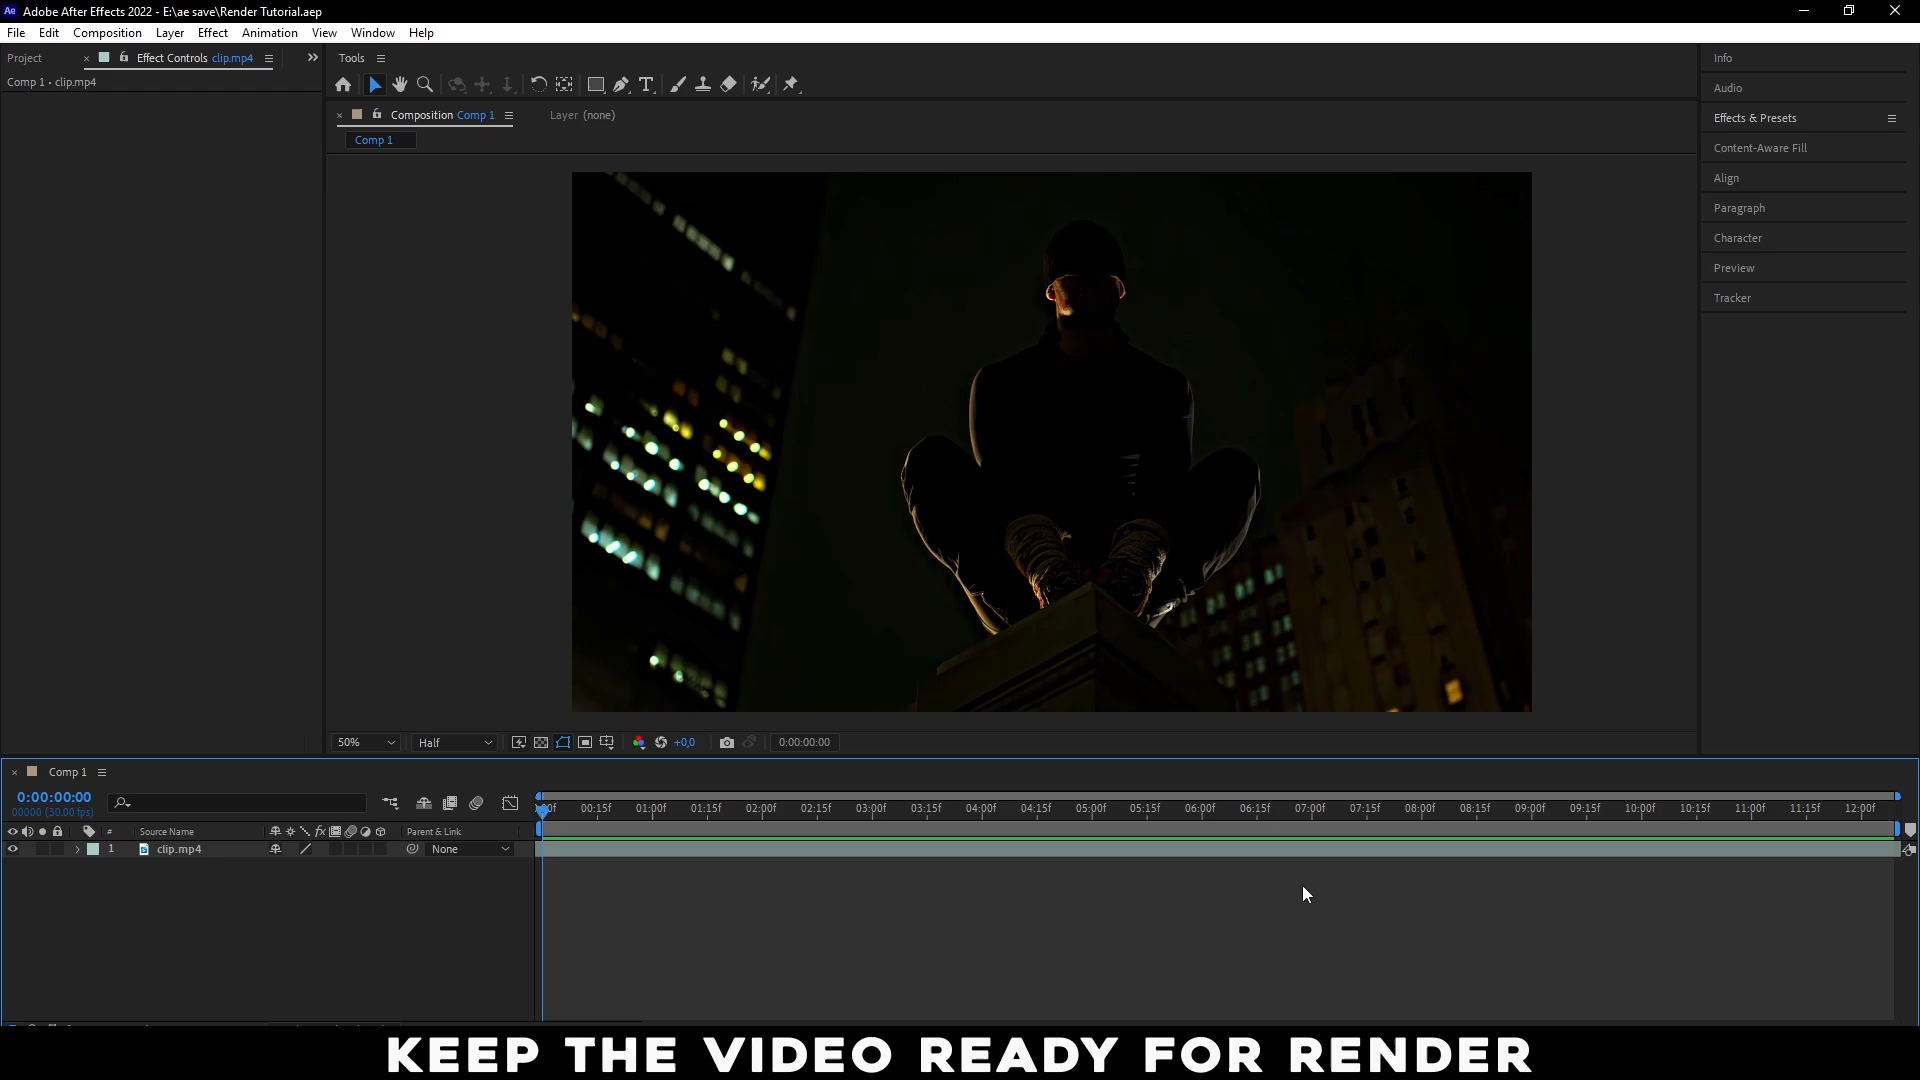 Ae Adobe After Effects 2022 - E:\ae save\Render Tutorial.aep
File Edit Composition Layer Effect Animation View Window Help
Project × Effect Controls clip.mp4
Comp 1 • clip.mp4
Tools
T
× Composition Comp 1 Layer (none)
Comp 1
Info
Audio
Effects & Presets
Content-Aware Fill
Align
Paragraph
Character
Preview
Tracker
50% Half +0,0 0:00:00:00
× Comp 1
0:00:00:00
00000 (30.00 fps)
00:15f 01:00f 01:15f 02:00f 02:15f 03:00f 03:15f 04:00f 04:15f 05:00f 05:15f 06:00f 06:15f 07:00f 07:15f 08:00f 08:15f 09:00f 09:15f 10:00f 10:15f 11:00f 11:15f 12:00f
# Source Name fx Parent & Link
1 clip.mp4 None
KEEP THE VIDEO READY FOR RENDER